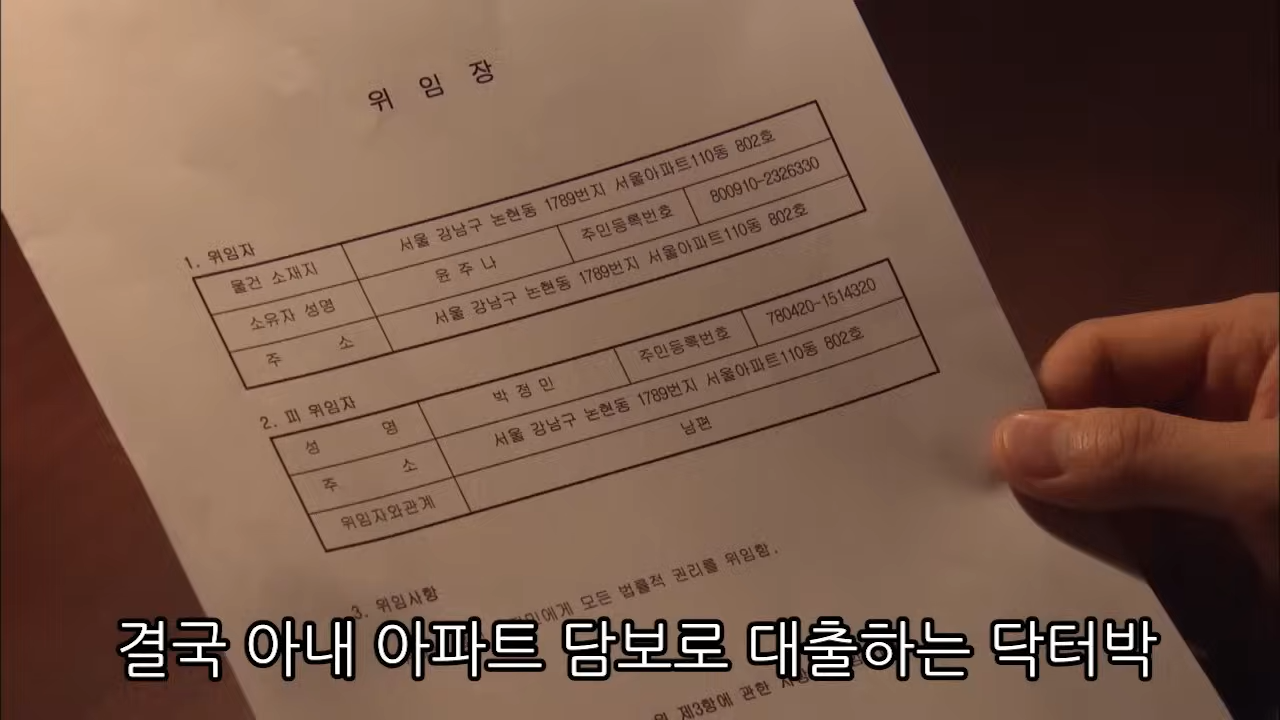 위 임 장
1. 위임자
물건 소재지 서울 강남구 논현동 1789번지 서울아파트110동 802호
소유자 성명 윤 주 나 주민등록번호 800910-2326330
주 소 서울 강남구 논현동 1789번지 서울아파트110동 802호
2. 피 위임자
성 명 박 정 민 주민등록번호 780420-1514320
주 소 서울 강남구 논현동 1789번지 서울아파트110동 802호
위임자와관계 남편
3. 위임사항
모든 법률적 권리를 위임함.
결국 아내 아파트 담보로 대출하는 닥터박
제3항에 관한